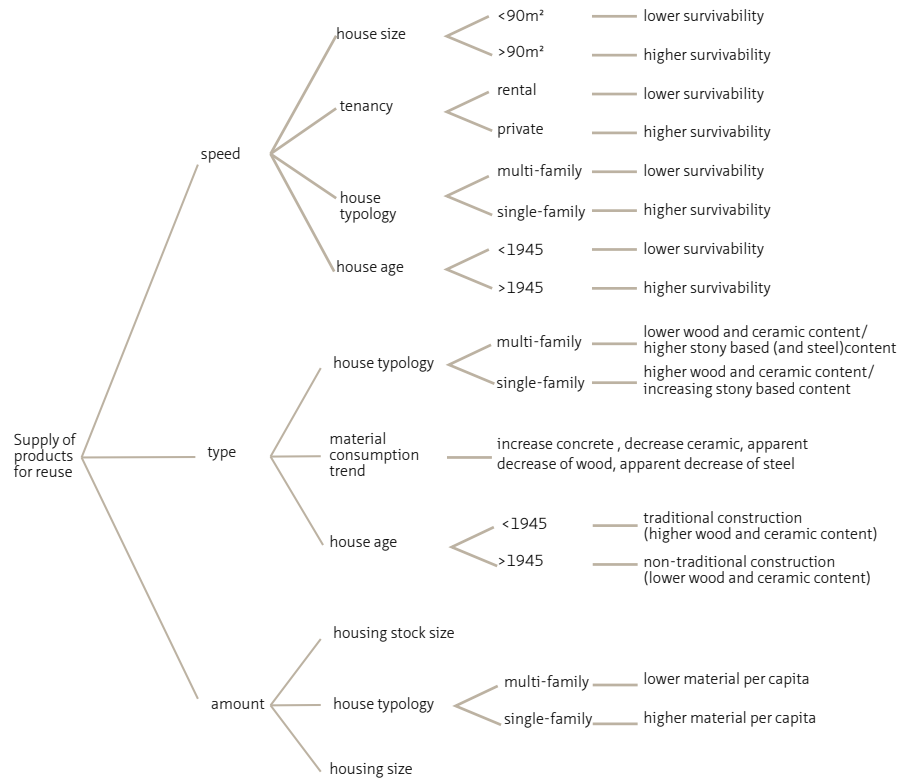 Supply of
products
for reuse
speed
house size
<90m²
lower survivability
>90m²
higher survivability
tenancy
rental
lower survivability
private
higher survivability
house
typology
multi-family
lower survivability
single-family
higher survivability
house age
<1945
lower survivability
>1945
higher survivability
type
house typology
multi-family
lower wood and ceramic content/
higher stony based (and steel)content
single-family
higher wood and ceramic content/
increasing stony based content
material
consumption
trend
increase concrete , decrease ceramic, apparent
decrease of wood, apparent decrease of steel
house age
<1945
traditional construction
(higher wood and ceramic content)
>1945
non-traditional construction
(lower wood and ceramic content)
amount
housing stock size
house typology
multi-family
lower material per capita
single-family
higher material per capita
housing size